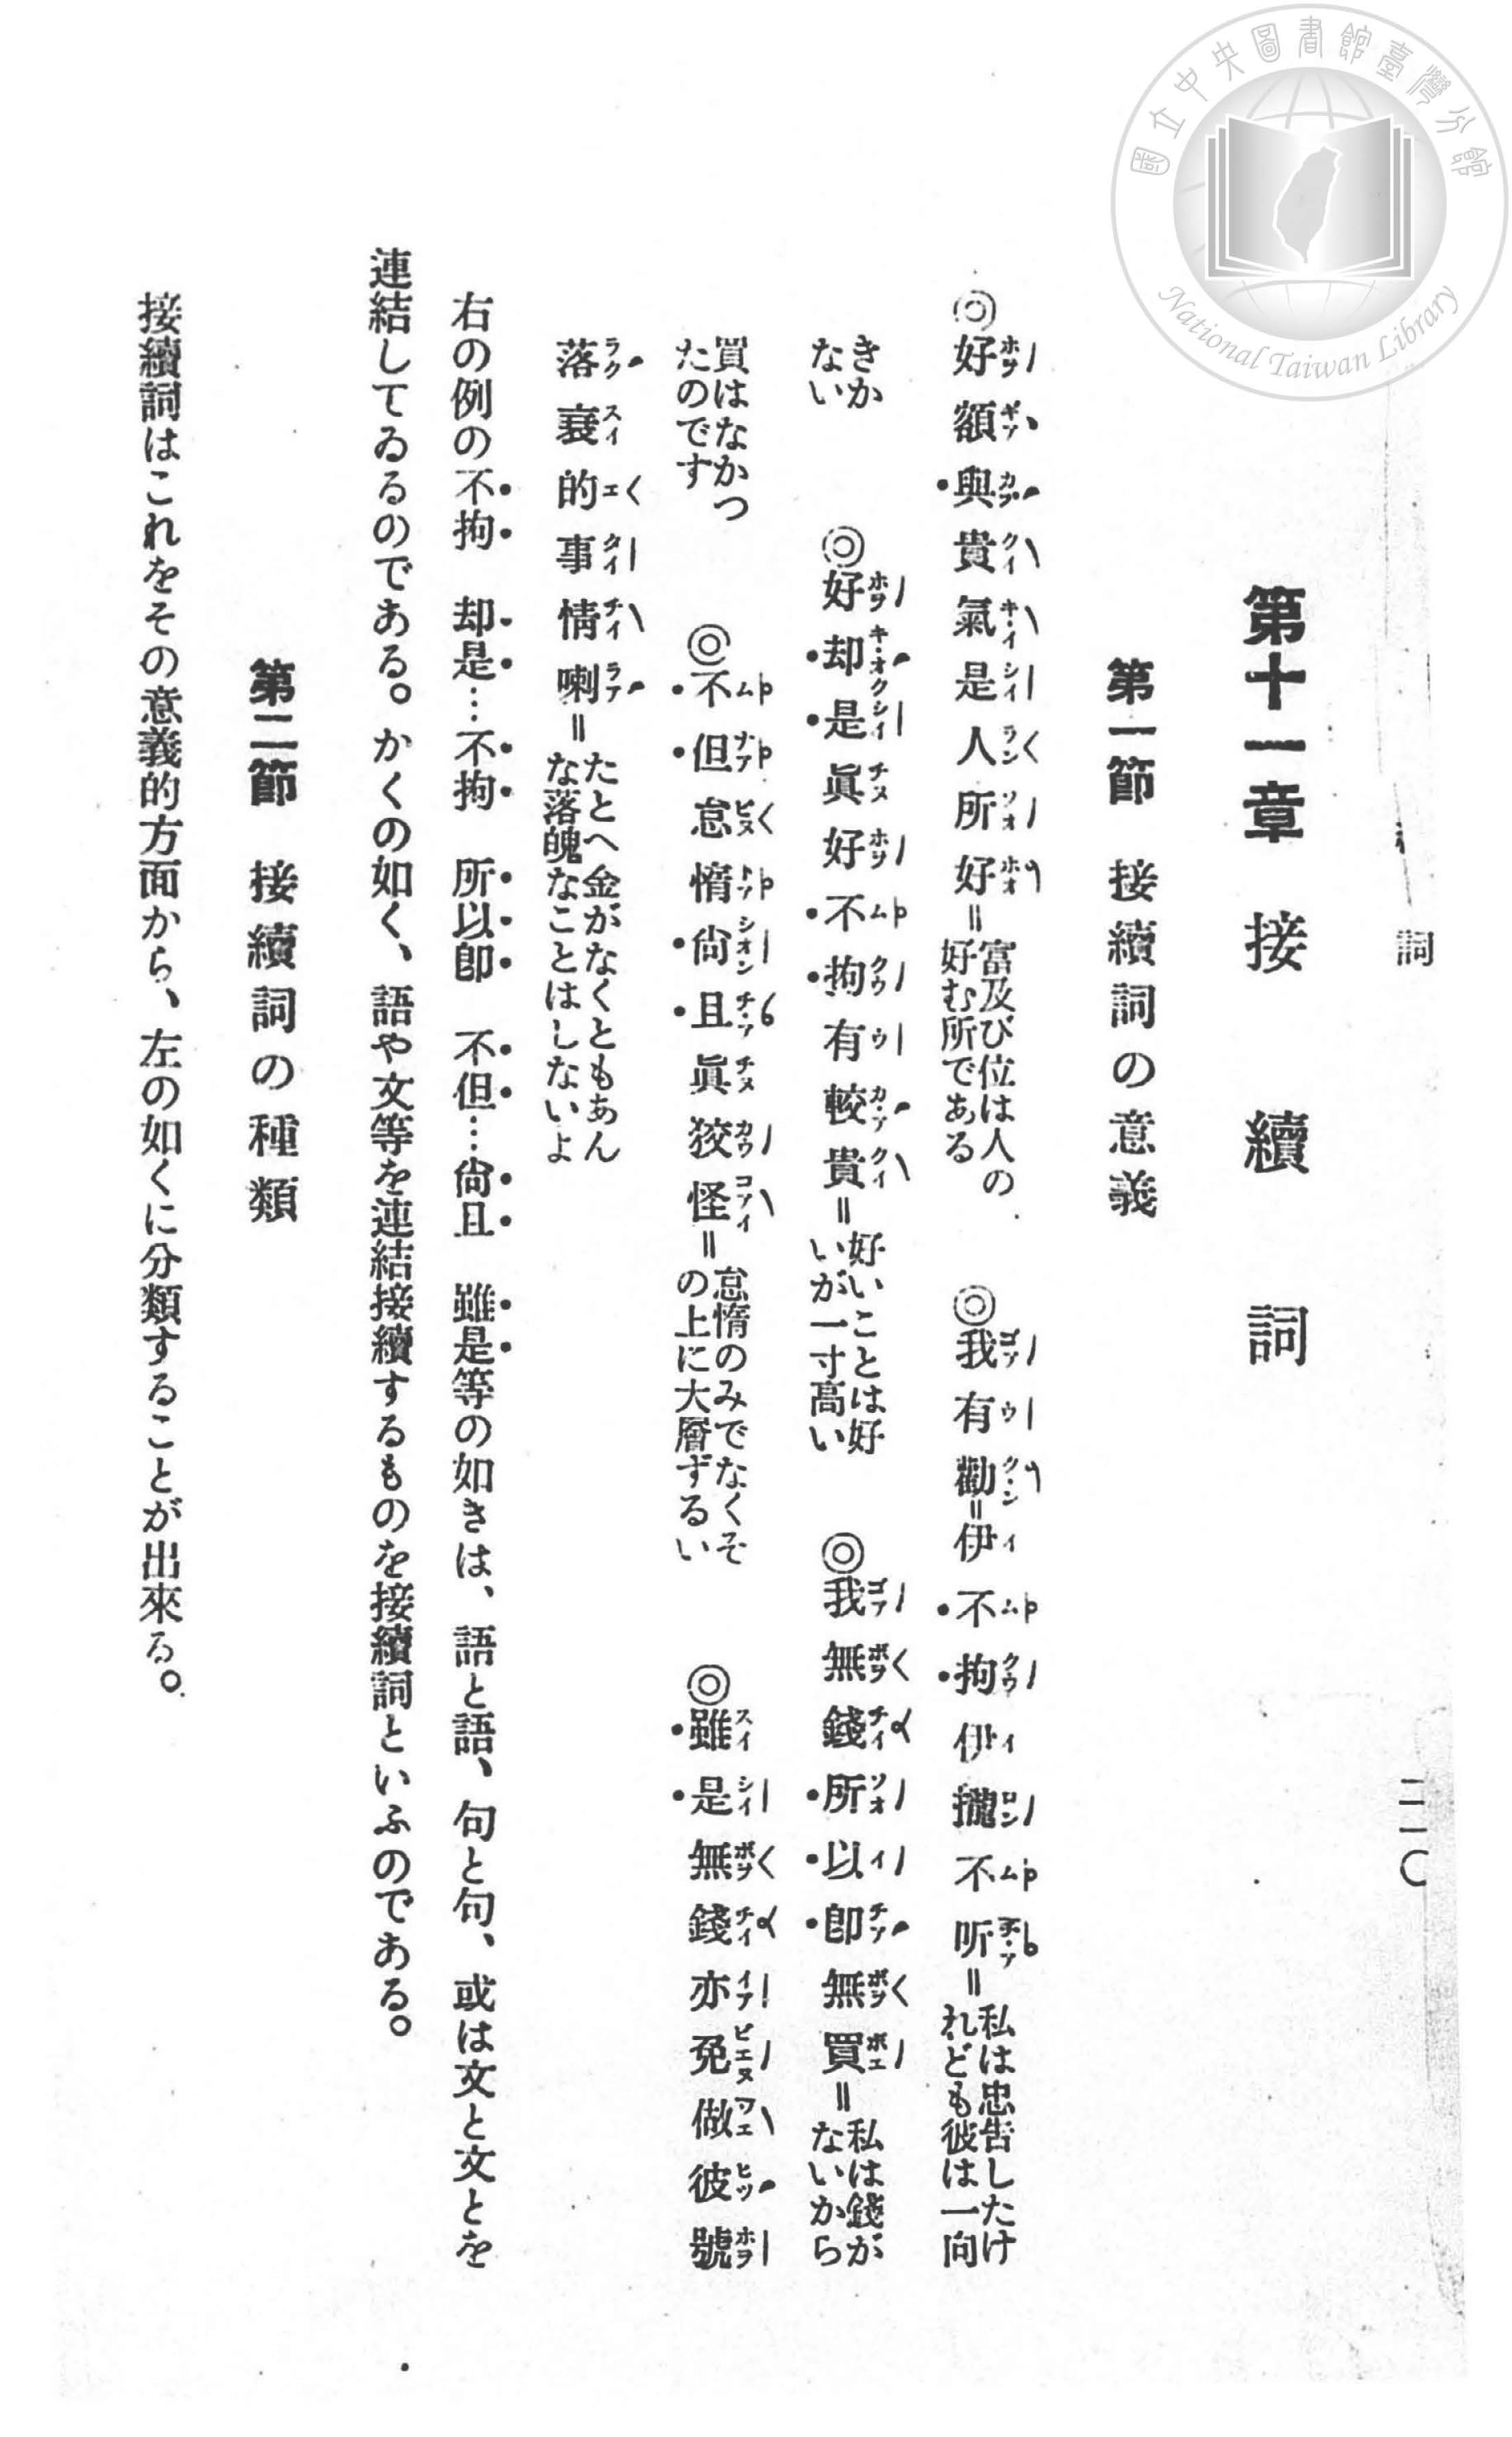 國立中央圖書館臺灣分館
National Taiwan Library
詞 二一〇
第十一章 接續詞
第一節 接續詞の意義
◎好額與貴氣是人所好=富及び位は人の好む所である ◎我有勸=伊不拘伊攏不听=私は忠告したけれども彼は一向
きかない ◎好却是眞好不拘有較貴=好いことは好いが一寸高い ◎我無錢所以卽無買=私は錢がないから
買はなかつたのです ◎不但怠惰尙且眞狡怪=怠惰のみでなくその上に大層ずるい ◎雖是無錢亦免做彼號
落衰的事情喇=たとへ金がなくともあんな落魄なことはしないよ
右の例の不拘 却是…不拘 所以卽 不但…尙且 雖是等の如きは、語と語、句と句、或は文と文とを
連結してゐるのである。かくの如く、語や文等を連結接續するものを接續詞といふのである。
第二節 接續詞の種類
接續詞はこれをその意義的方面から、左の如くに分類することが出來る。